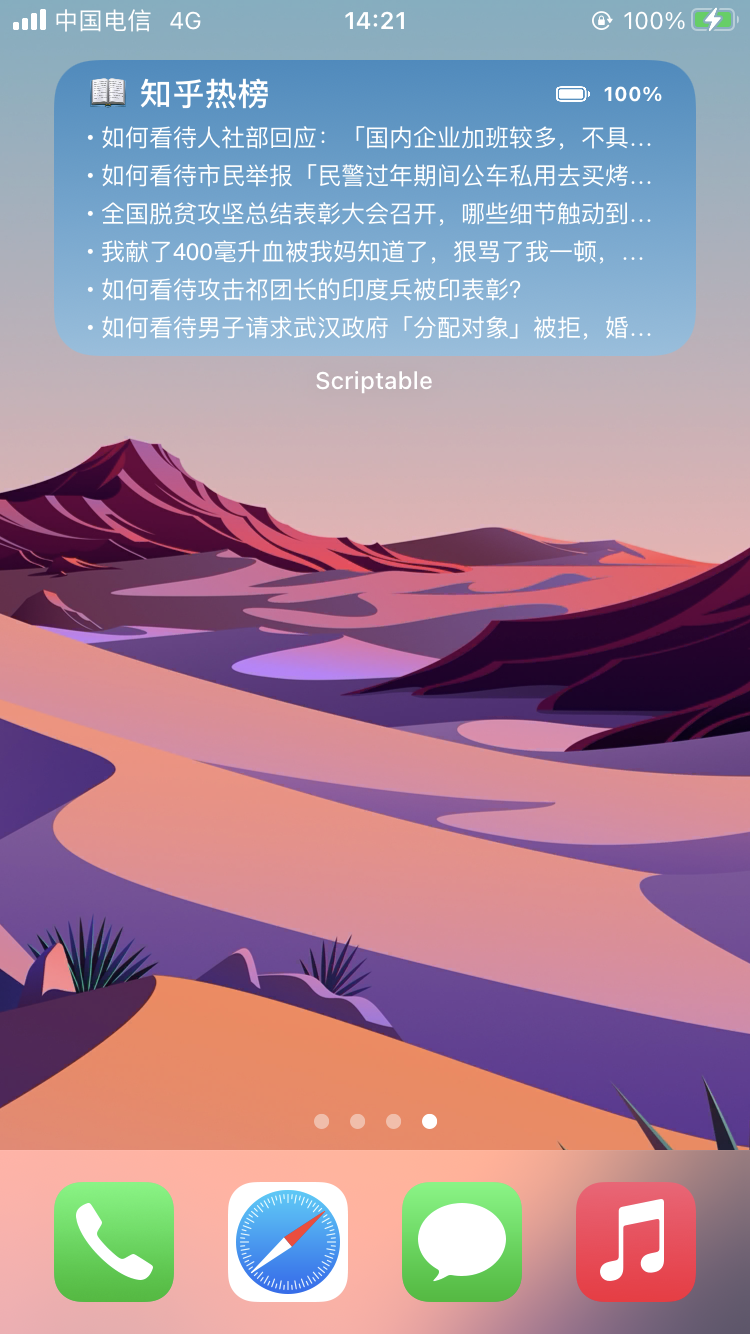 中国电信 4G 14:21 100%
📖 知乎热榜 100%
• 如何看待人社部回应：「国内企业加班较多，不具...
• 如何看待市民举报「民警过年期间公车私用去买烤...
• 全国脱贫攻坚总结表彰大会召开，哪些细节触动到...
• 我献了400毫升血被我妈知道了，狠骂了我一顿，...
• 如何看待攻击祁团长的印度兵被印表彰？
• 如何看待男子请求武汉政府「分配对象」被拒，婚...
Scriptable